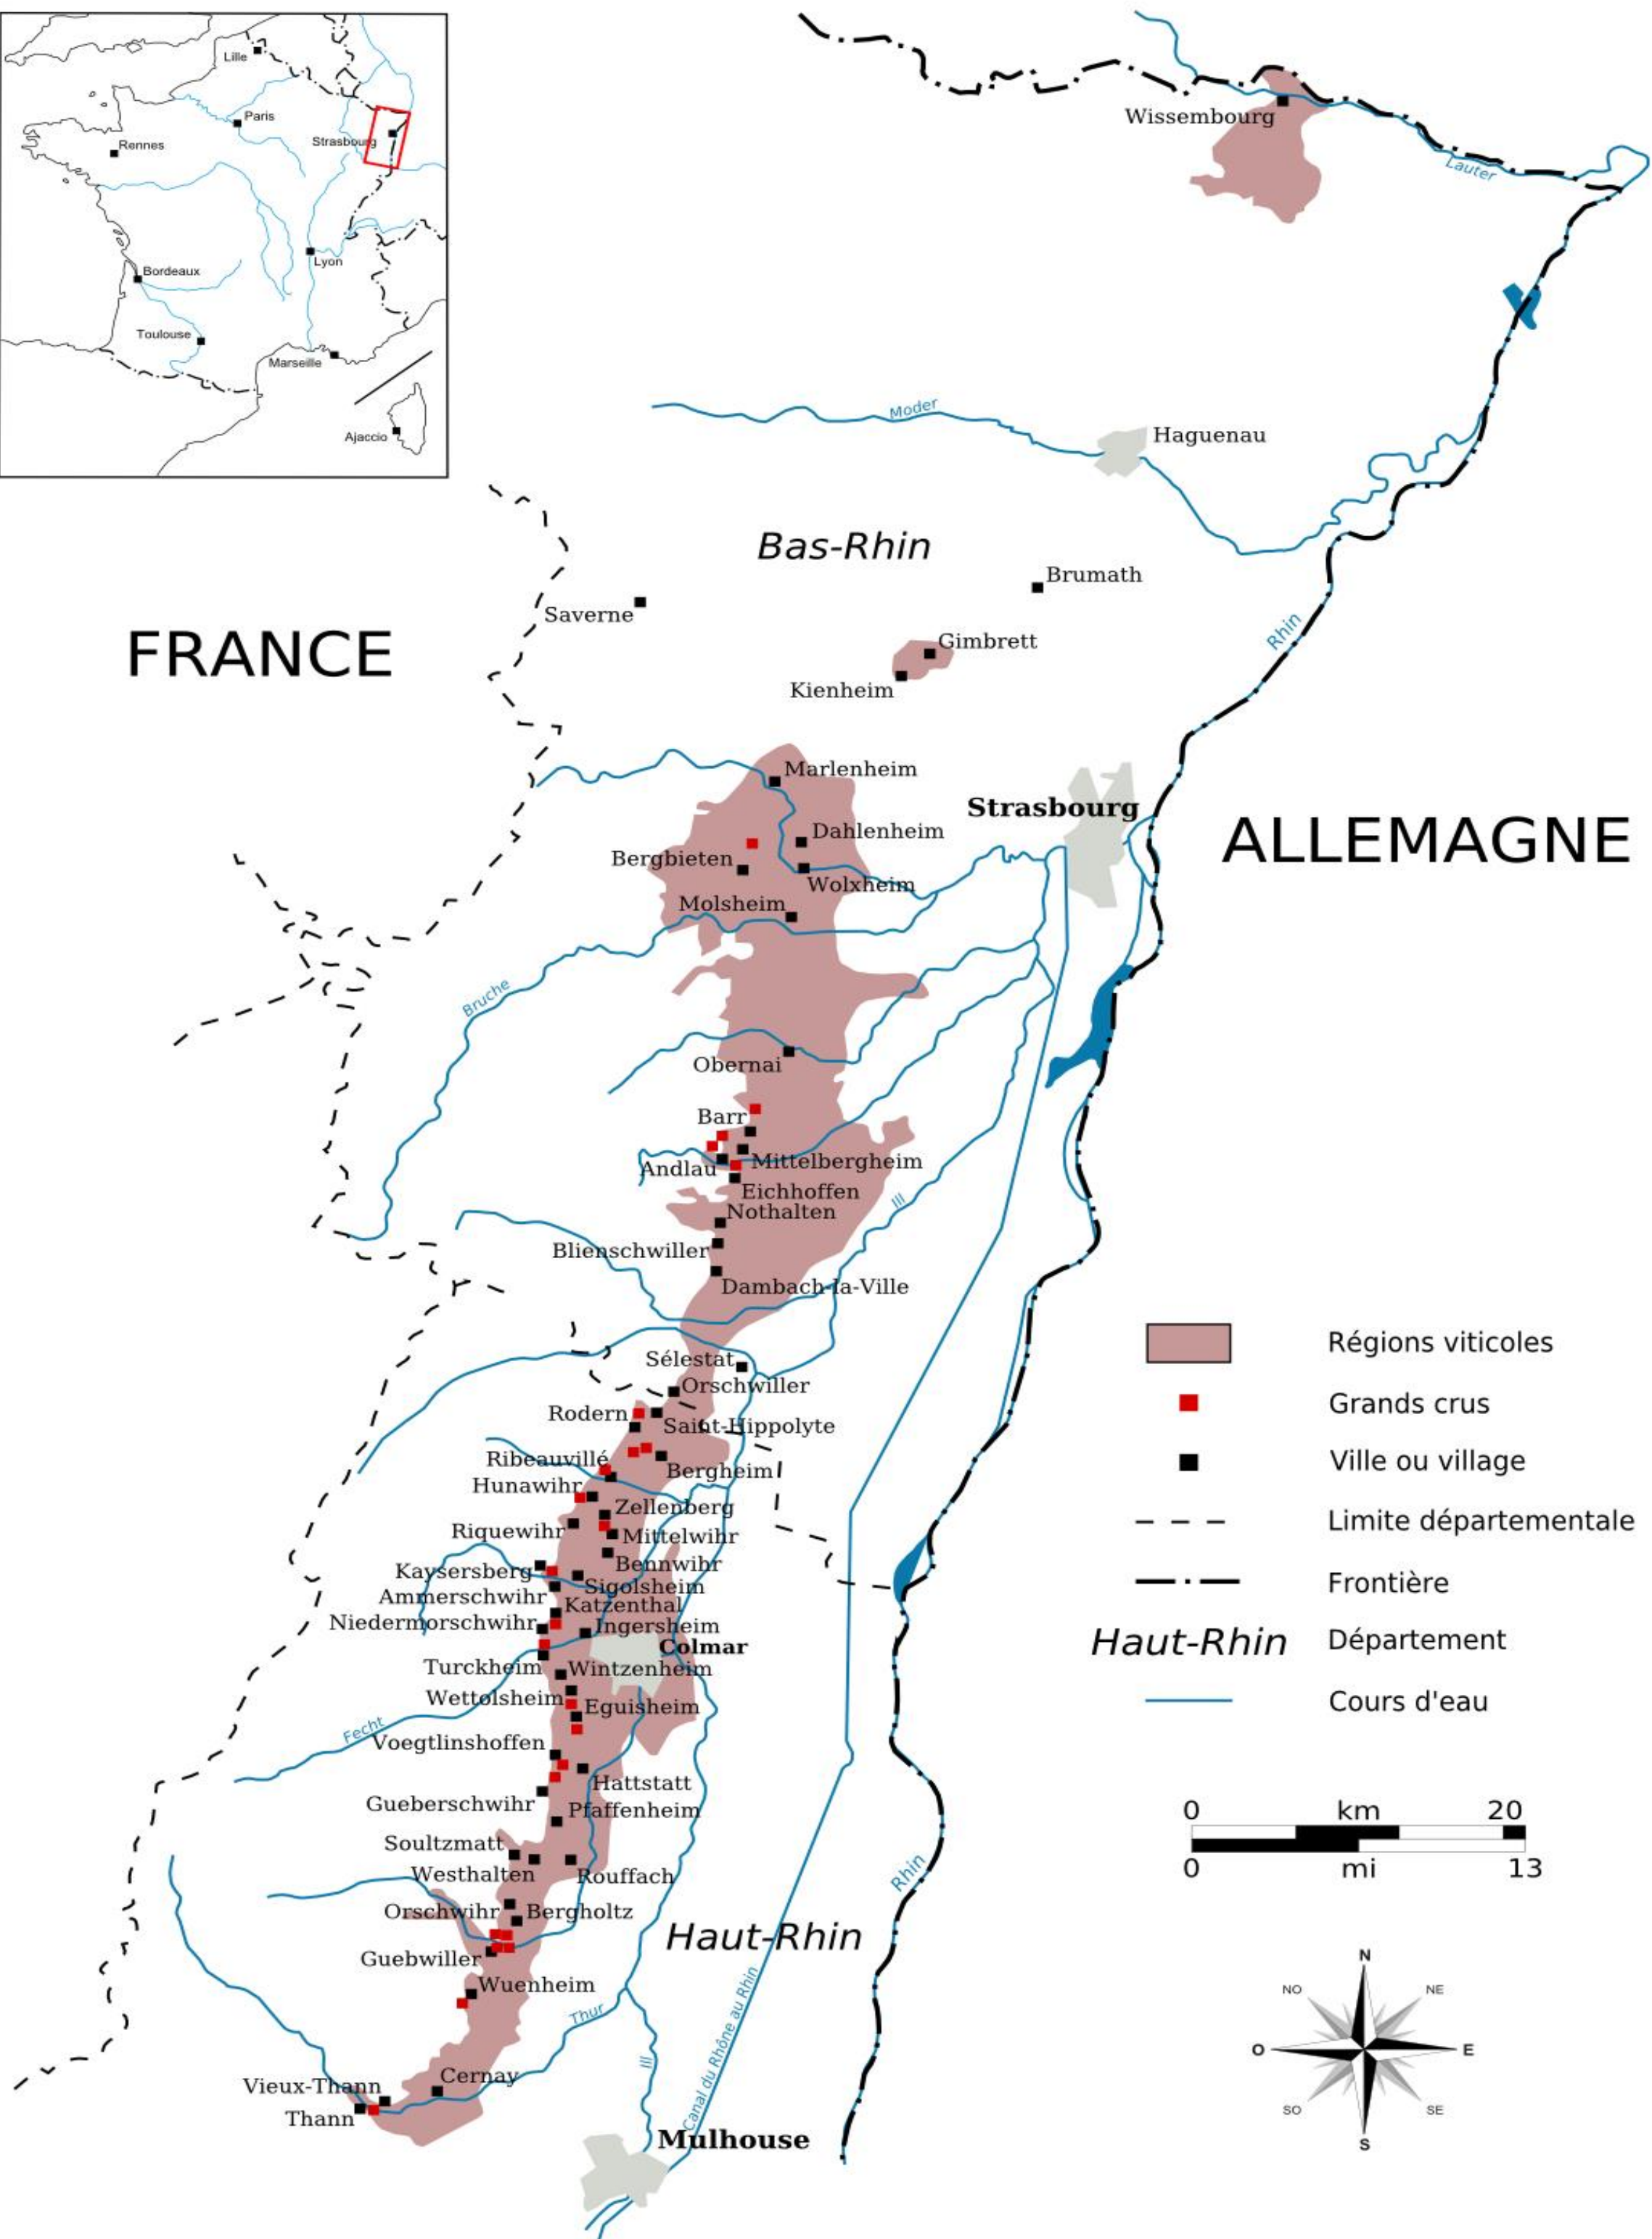 Lille
Paris
Strasbourg
Rennes
Lyon
Bordeaux
Toulouse
Marseille
Ajaccio
Wissembourg
Lauter
Moder
Haguenau
Bas-Rhin
Brumath
Saverne
Rhin
FRANCE
Gimbrett
Kienheim
Marlenheim
Strasbourg
ALLEMAGNE
Dahlenheim
Bergbieten
Wolxheim
Molsheim
Bruche
Obernai
Barr
Mittelbergheim
Andlau
Eichhoffen
Ill
Nothalten
Blienschwiller
Dambach-la-Ville
Sélestat
Orschwiller
Rodern
Saint-Hippolyte
Ribeauvillé
Bergheim
Hunawihr
Zellenberg
Riquewihr
Mittelwihr
Bennwihr
Kaysersberg
Sigolsheim
Ammerschwihr
Katzenthal
Niedermorschwihr
Ingersheim
Colmar
Turckheim
Wintzenheim
Wettolsheim
Eguisheim
Fecht
Voegtlinshoffen
Hattstatt
Gueberschwihr
Pfaffenheim
Soultzmatt
Westhalten
Rouffach
Orschwihr
Bergholtz
Haut-Rhin
Guebwiller
Wuenheim
Thur
Canal du Rhône au Rhin
Ill
Rhin
Cernay
Vieux-Thann
Thann
Mulhouse
Régions viticoles
Grands crus
Ville ou village
Limite départementale
Frontière
Haut-Rhin Département
Cours d'eau
0 km 20
0 mi 13
N
NO NE
O E
SO SE
S